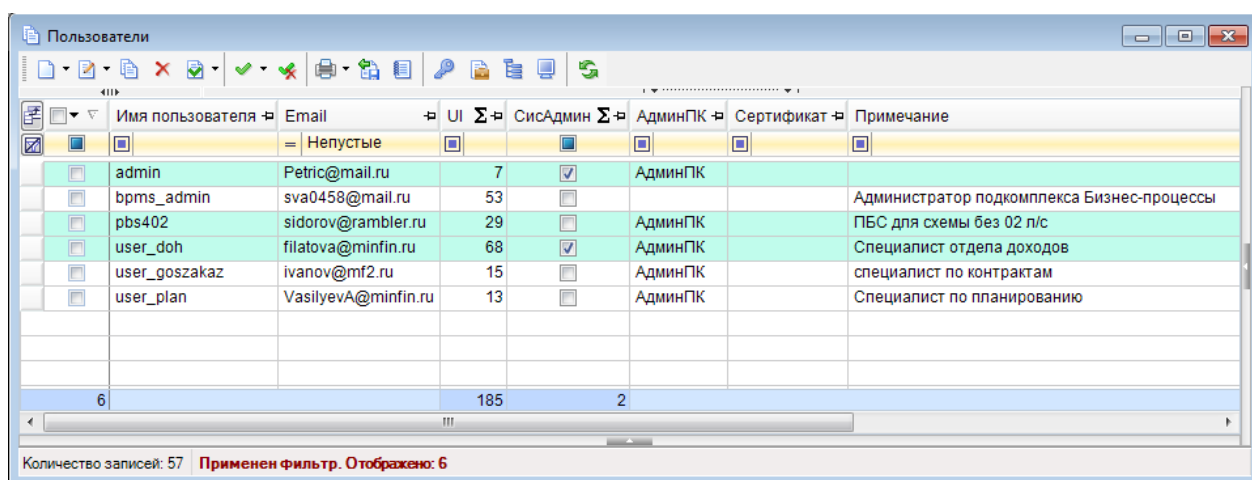 Пользователи
Имя пользователя Email UI Σ СисАдмин Σ АдминПК Сертификат Примечание
= Непустые
admin Petric@mail.ru 7 АдминПК
bpms_admin sva0458@mail.ru 53 Администратор подкомплекса Бизнес-процессы
pbs402 sidorov@rambler.ru 29 АдминПК ПБС для схемы без 02 л/с
user_doh filatova@minfin.ru 68 АдминПК Специалист отдела доходов
user_goszakaz ivanov@mf2.ru 15 АдминПК специалист по контрактам
user_plan VasilyevA@minfin.ru 13 АдминПК Специалист по планированию
6 185 2
Количество записей: 57 Применен фильтр. Отображено: 6